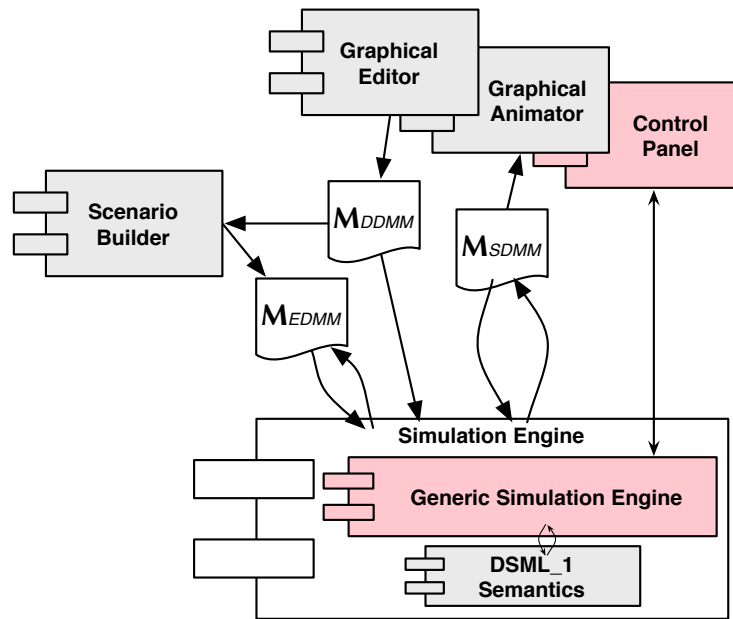 Graphical
Editor
Graphical
Animator
Control
Panel
Scenario
Builder
MDDMM
MSDMM
MEDMM
Simulation Engine
Generic Simulation Engine
DSML_1
Semantics